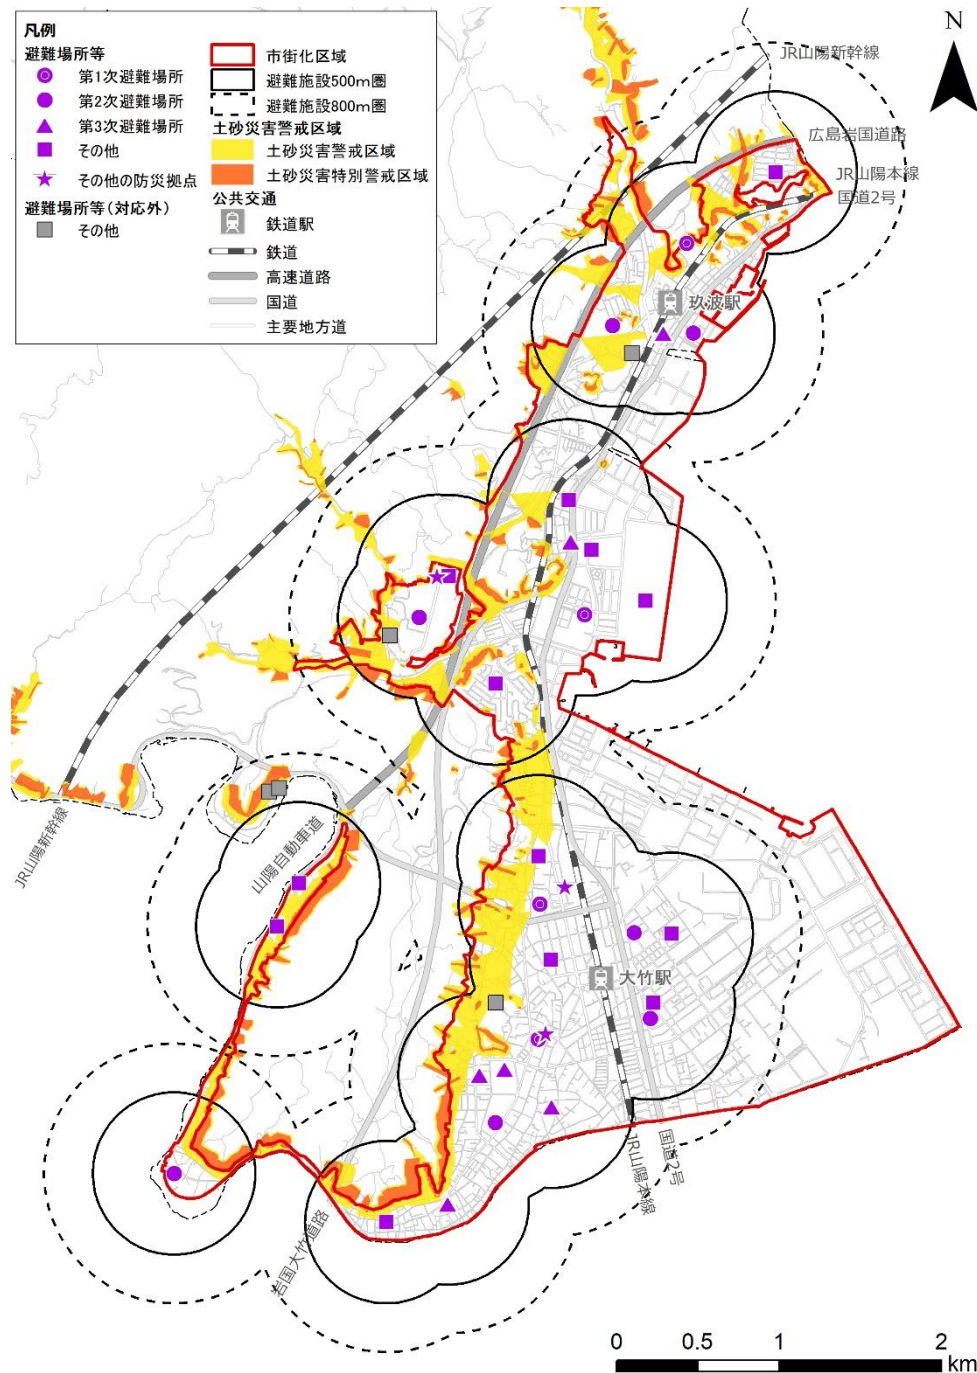 凡例
避難場所等
第1次避難場所
第2次避難場所
第3次避難場所
その他
その他の防災拠点
避難場所等(対応外)
その他
市街化区域
避難施設500m圏
避難施設800m圏
土砂災害警戒区域
土砂災害警戒区域
土砂災害特別警戒区域
公共交通
鉄道駅
鉄道
高速道路
国道
主要地方道
N
JR山陽新幹線
広島岩国道路
JR山陽本線
国道2号
玖波駅
JR山陽新幹線
山陽自動車道
大竹駅
国道2号
JR山陽本線
岩国大竹道路
0 0.5 1 2
km